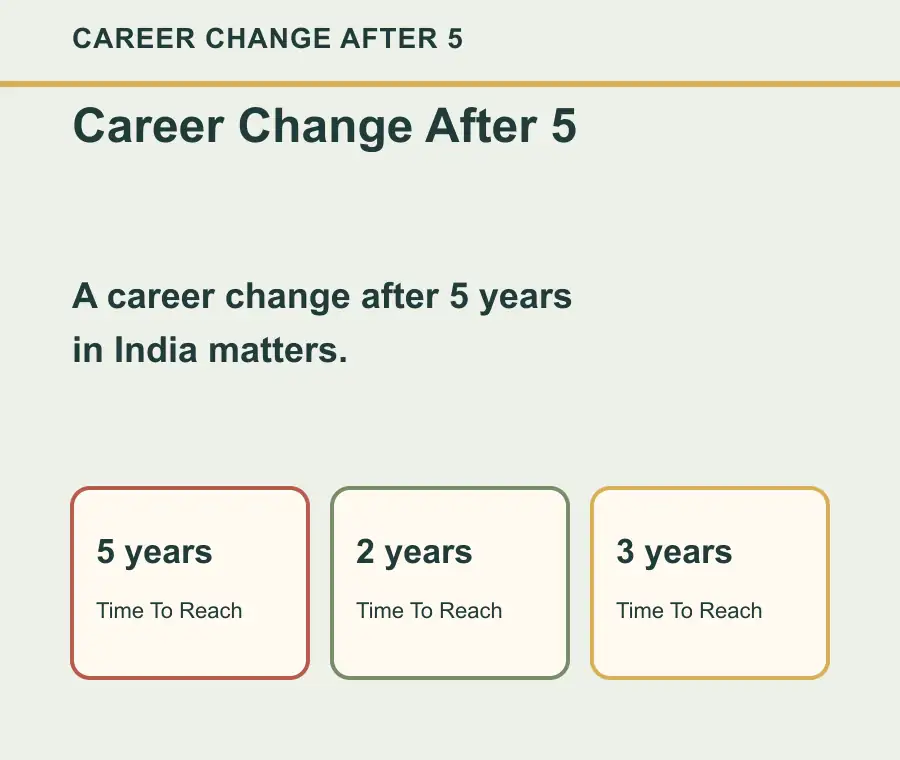 CAREER CHANGE AFTER 5
Career Change After 5
A career change after 5 years
in India matters.
5 years
Time To Reach
2 years
Time To Reach
3 years
Time To Reach